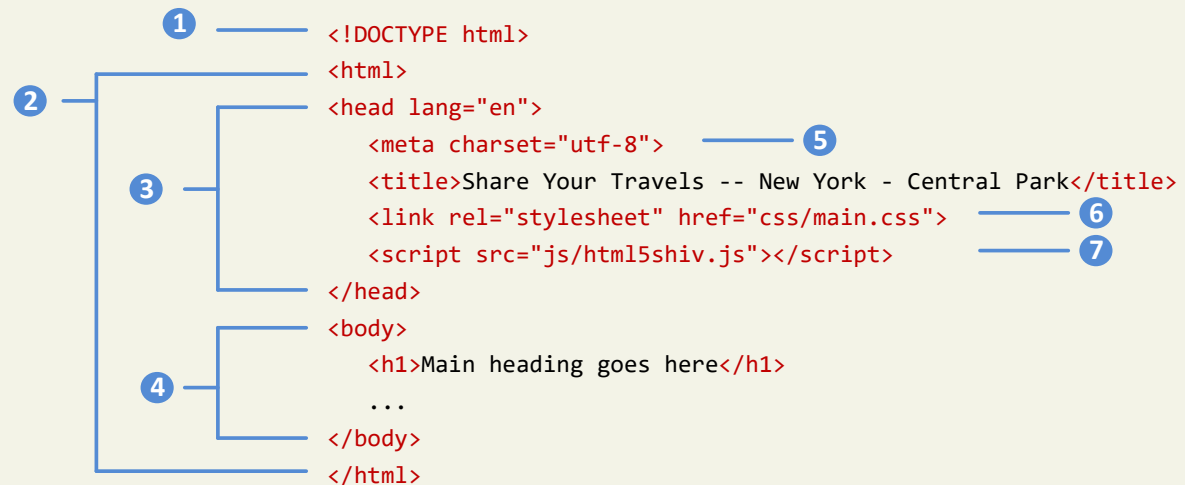 1 <!DOCTYPE html>
<html>
2 <head lang="en">
<meta charset="utf-8"> 5
3 <title>Share Your Travels -- New York - Central Park</title>
<link rel="stylesheet" href="css/main.css"> 6
<script src="js/html5shiv.js"></script> 7
</head>
<body>
<h1>Main heading goes here</h1>
4 ...
</body>
</html>